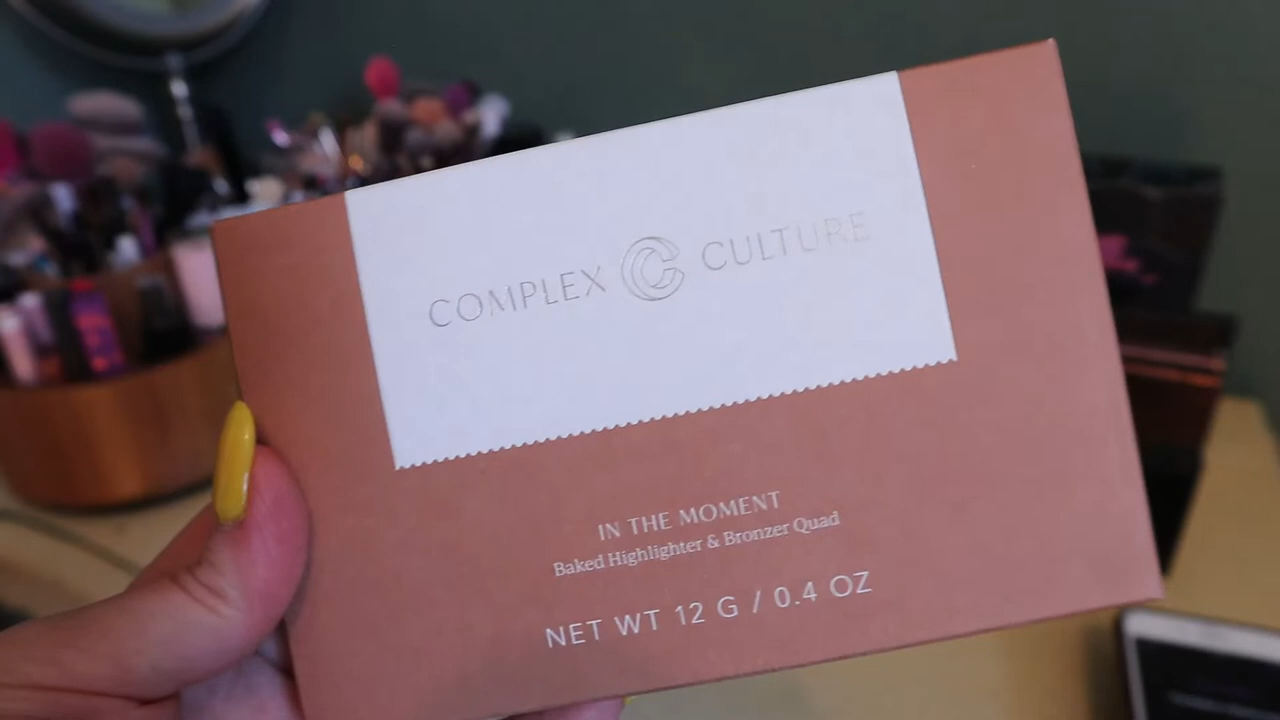 COMPLEX CULTURE
IN THE MOMENT
Baked Highlighter & Bronzer Quad
NET WT 12 G / 0.4 OZ